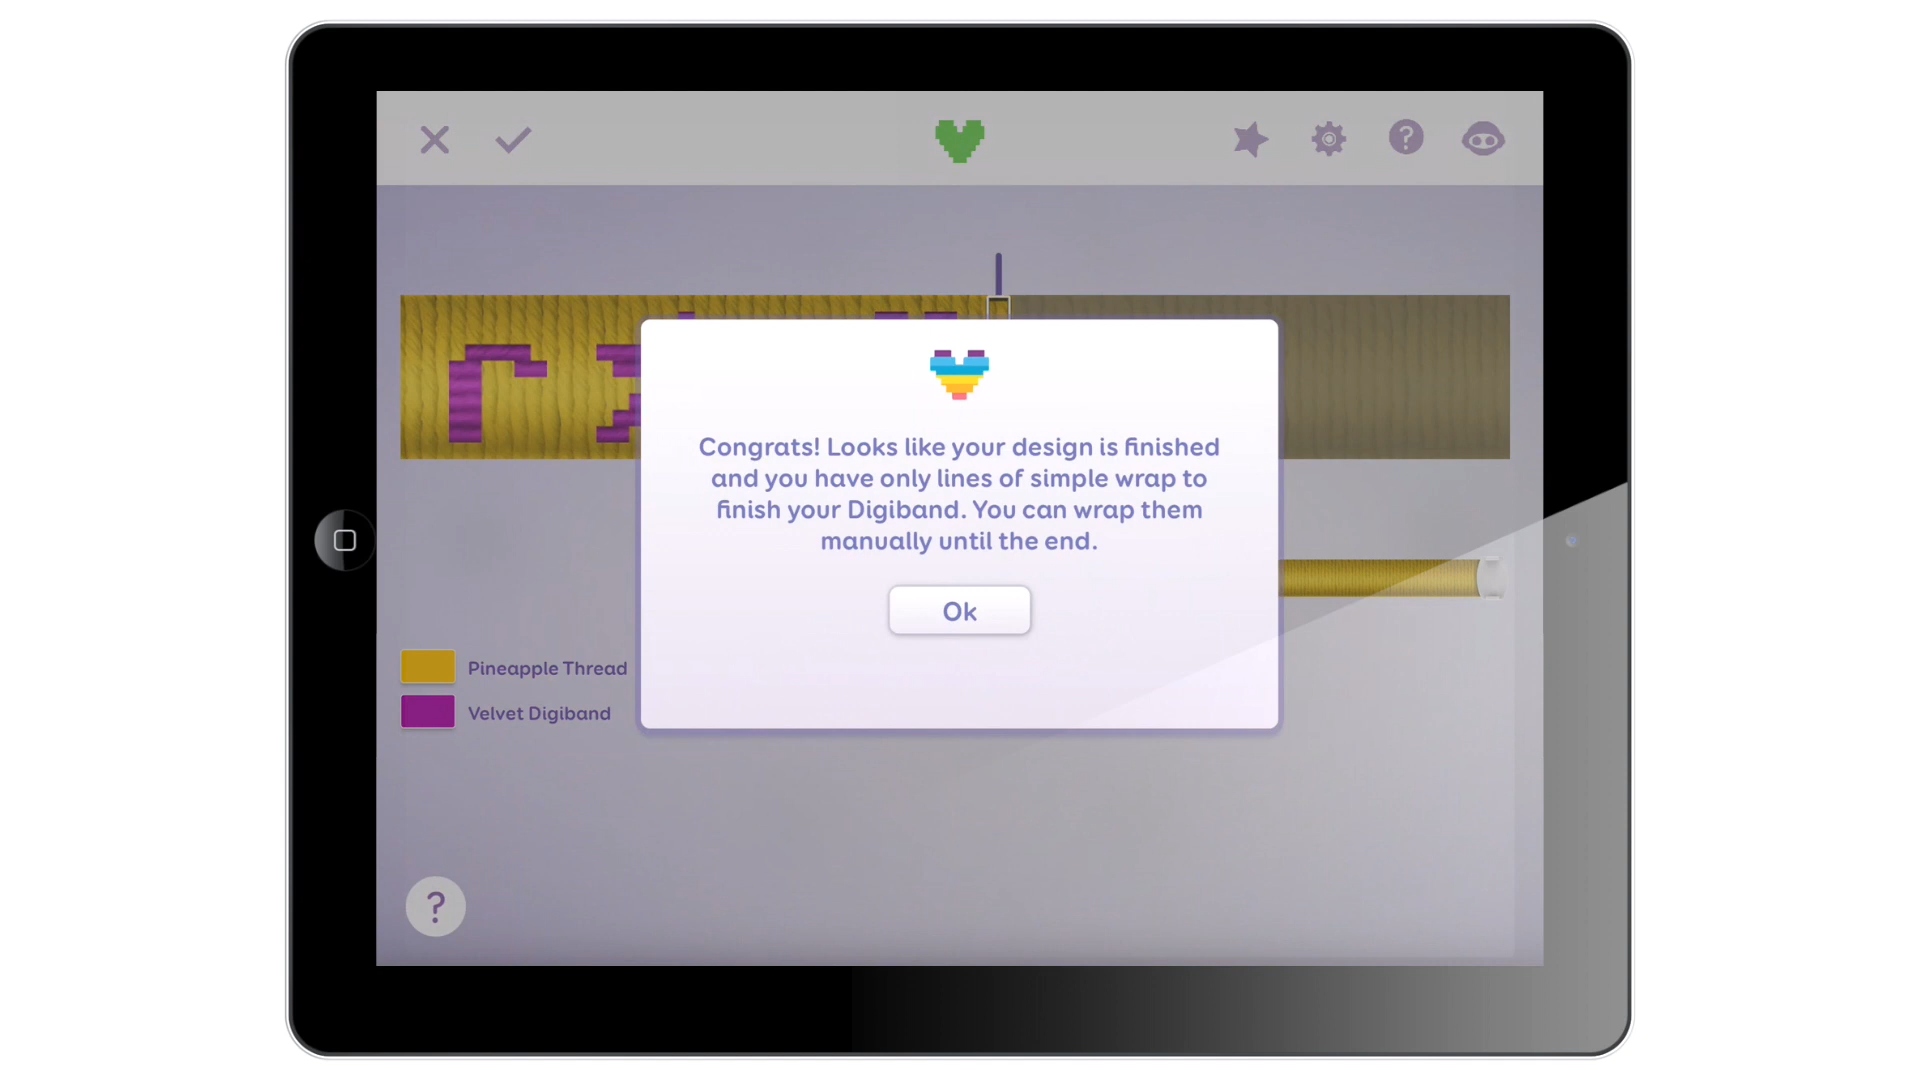 Congrats! Looks like your design is finished
and you have only lines of simple wrap to
finish your Digiband. You can wrap them
manually until the end.
Ok
Pineapple Thread
Velvet Digiband
?